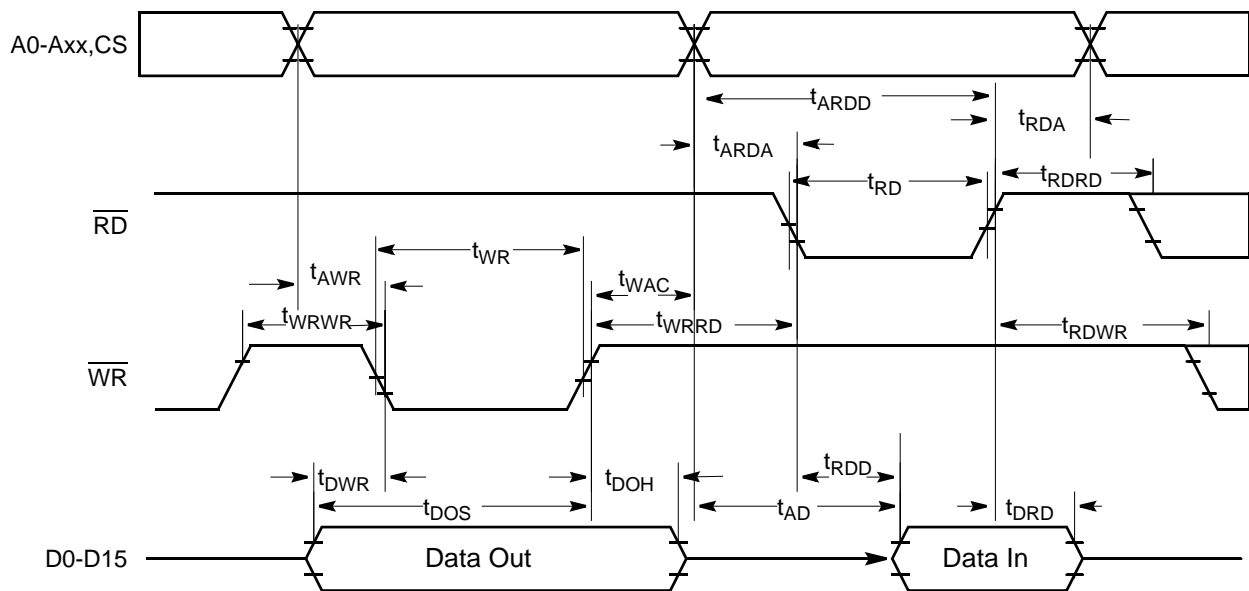 A0-Axx,CS
tARDD
tRDA
tARDA
tRD
tRDRD
RD
tWR
tAWR
tWAC
tWRWR
tWRRD
tRDWR
WR
tRDD
tDWR
tDOH
tDOS
tAD
tDRD
D0-D15
Data Out
Data In